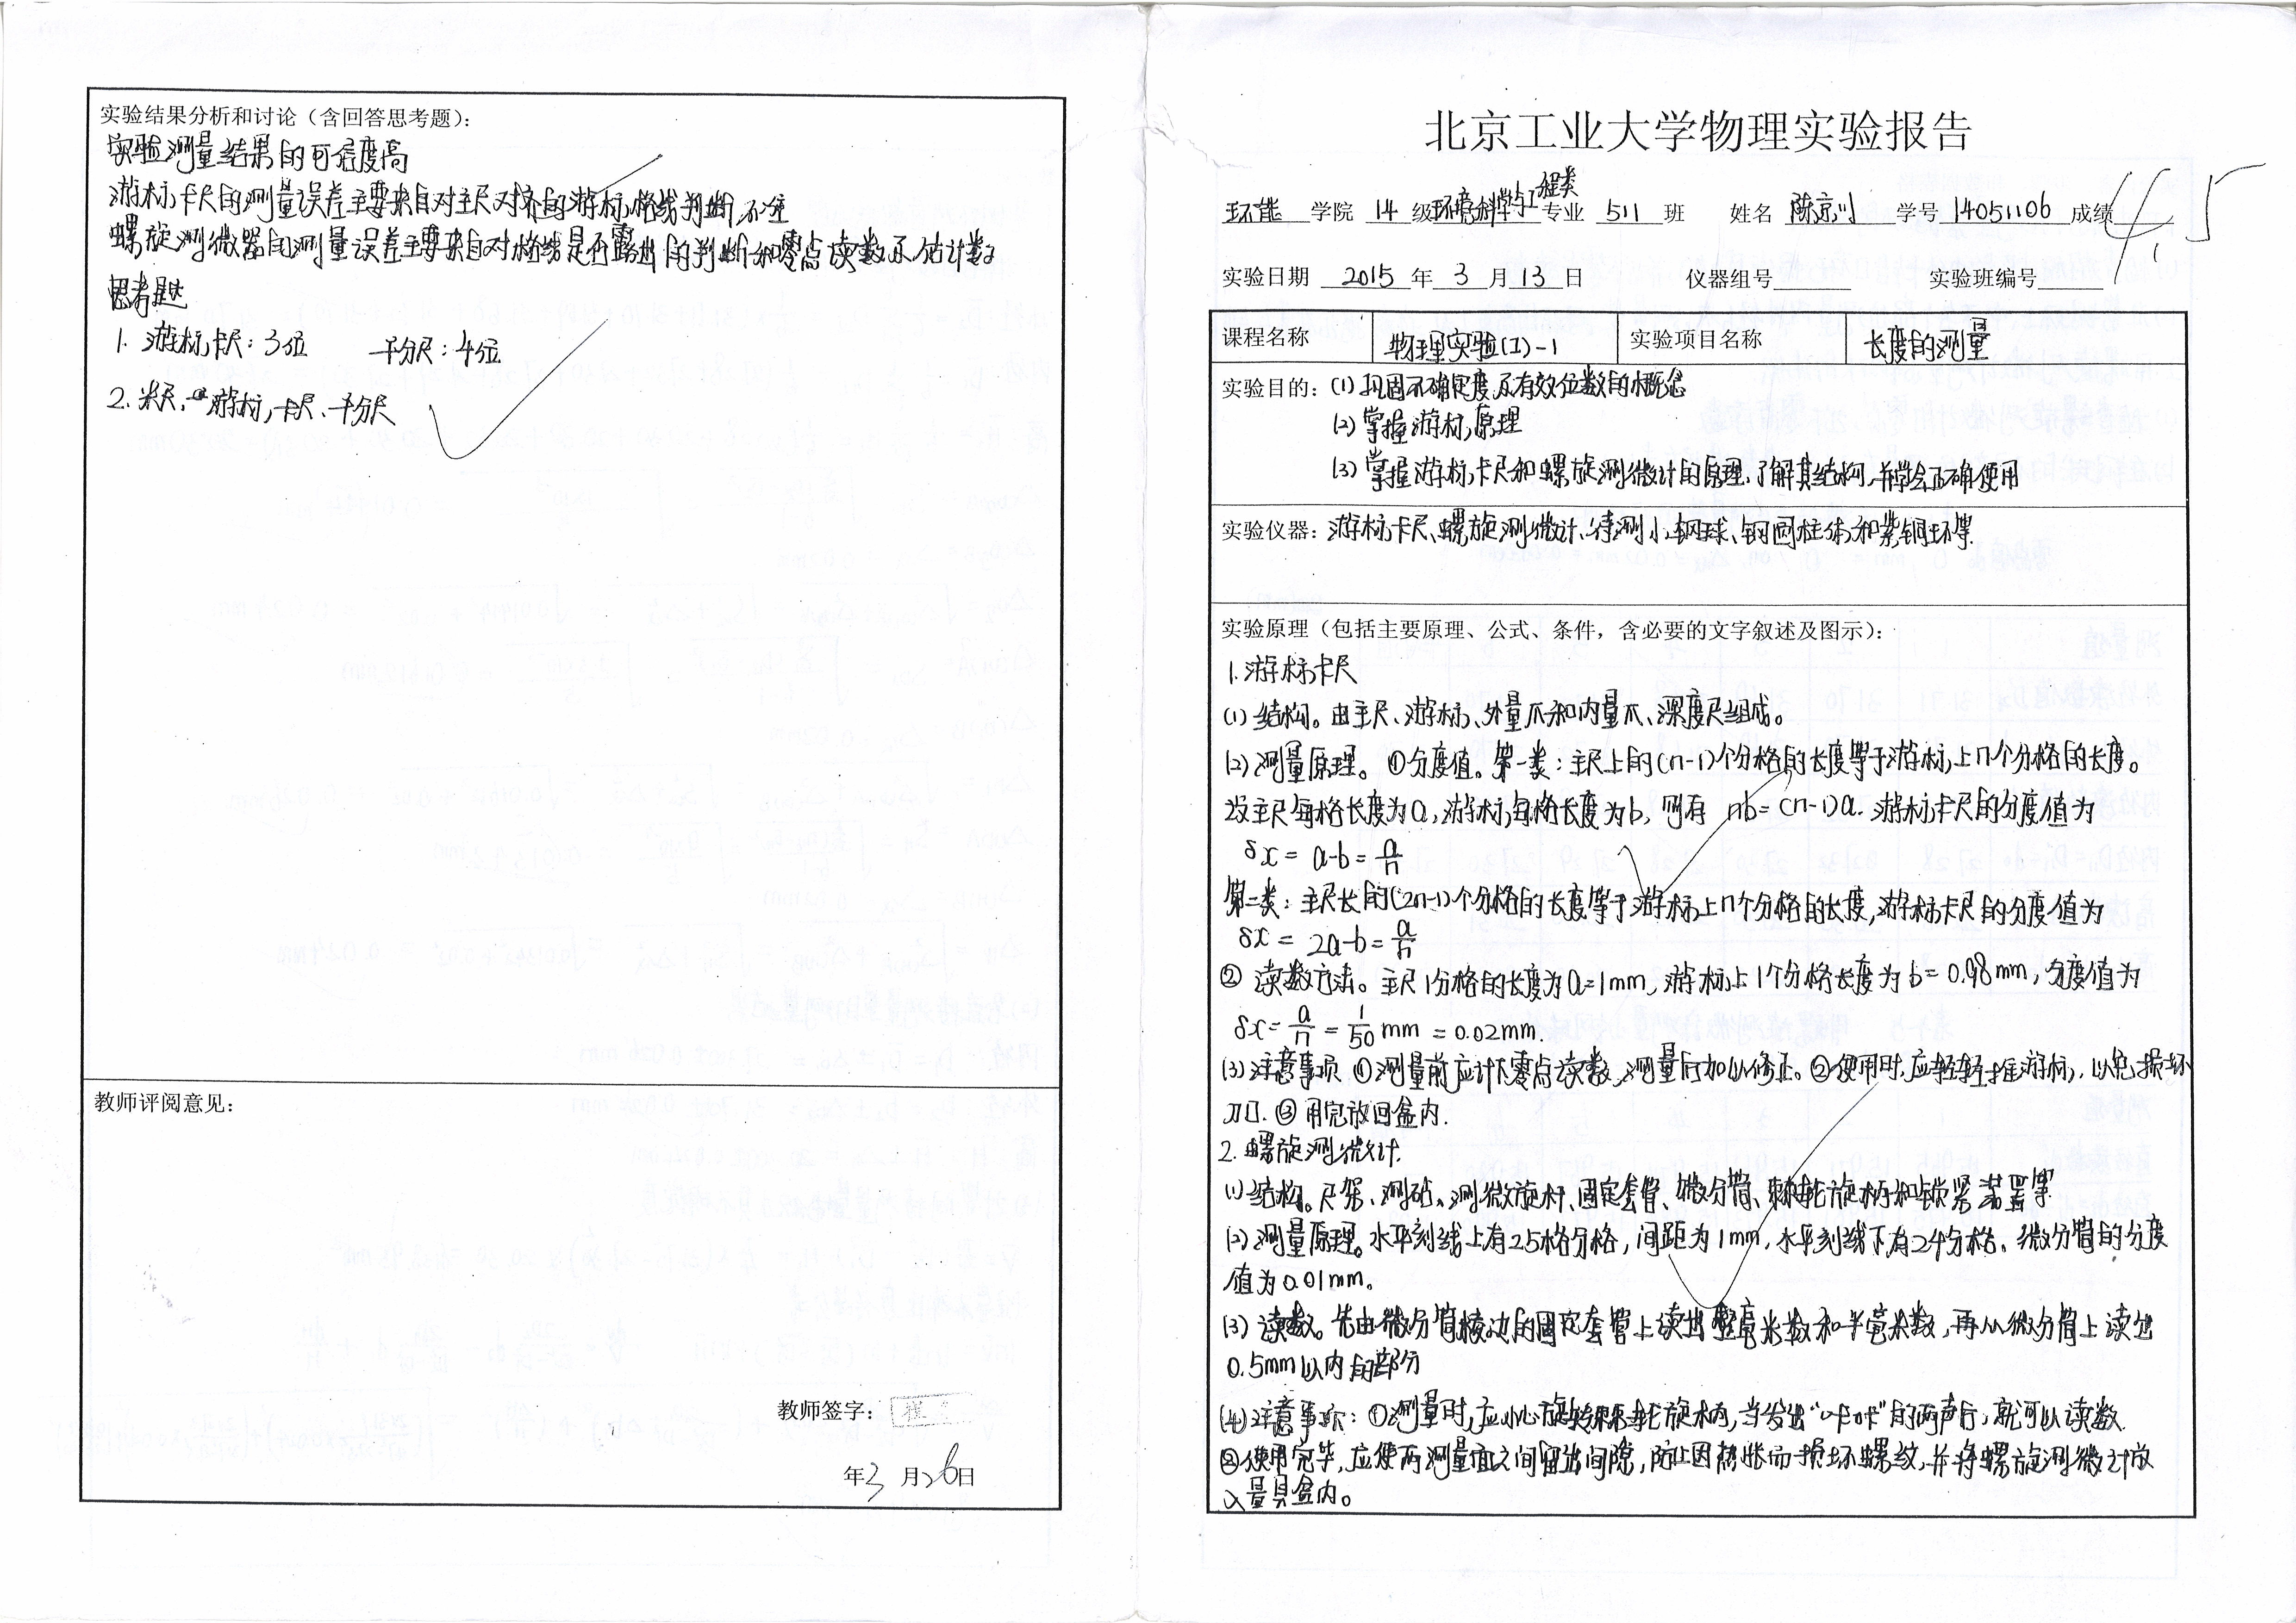 实验结果分析和讨论（含回答思考题）：
实验测量结果的可信度高
游标卡尺的测量误差主要来自对主尺对齐的游标格线判断不准
螺旋测微器的测量误差主要来自对格线是否露出的判断和零点读数及估计数
思考题
1. 游标卡尺：3位 千分尺：4位
2. 米尺、游标卡尺、千分尺
教师评阅意见：
教师签字：崔
年3月26日
北京工业大学物理实验报告
环能 学院 14 级 环境科学与工程类 专业 511 班 姓名 陈京川 学号 14051106 成绩 4.5
实验日期 2015 年 3 月 13 日 仪器组号 实验班编号
课程名称 物理实验(I)-1 实验项目名称 长度的测量
实验目的：(1) 巩固不确定度及有效位数的概念
(2) 掌握游标原理
(3) 掌握游标卡尺和螺旋测微计的原理，了解其结构，并学会正确使用
实验仪器：游标卡尺、螺旋测微计、待测小钢球、钢圆柱体和紫铜环等.
实验原理（包括主要原理、公式、条件，含必要的文字叙述及图示）：
1. 游标卡尺
(1) 结构。由主尺、游标、外量爪和内量爪、深度尺组成。
(2) 测量原理。①分度值。第一类：主尺上的(n-1)个分格的长度等于游标上n个分格的长度。
设主尺每格长度为a，游标每格长度为b，则有 nb=(n-1)a. 游标卡尺的分度值为
δx = a-b = a/n
第二类：主尺长的(2n-1)个分格的长度等于游标上n个分格的长度，游标卡尺的分度值为
δx = 2a-b = a/n
② 读数方法。主尺1分格的长度为a=1mm，游标上1个分格长度为b=0.98mm，分度值为
δx = a/n = 1/50 mm = 0.02mm.
(3) 注意事项 ①测量前应计下零点读数，测量后加以修正。②使用时，应轻轻推游标，以免损坏
刀口. ③ 用完放回盒内.
2. 螺旋测微计
(1) 结构。尺架、测砧、测微旋杆、固定套管、微分筒、棘轮旋柄和锁紧装置等
(2) 测量原理。水平刻线上有25格分格，间距为1mm，水平刻线下有24分格。微分筒的分度
值为0.01mm。
(3) 读数。先由微分筒棱边的固定套管上读出整毫米数和半毫米数，再从微分筒上读出
0.5mm以内的部分
(4) 注意事项：①测量时，应小心旋转棘轮旋柄，当发出“咔咔”的两声后，就可以读数.
②使用完毕，应使两测量面之间留出间隙，防止因热胀而损坏螺纹，并将螺旋测微计放
入量具盒内。